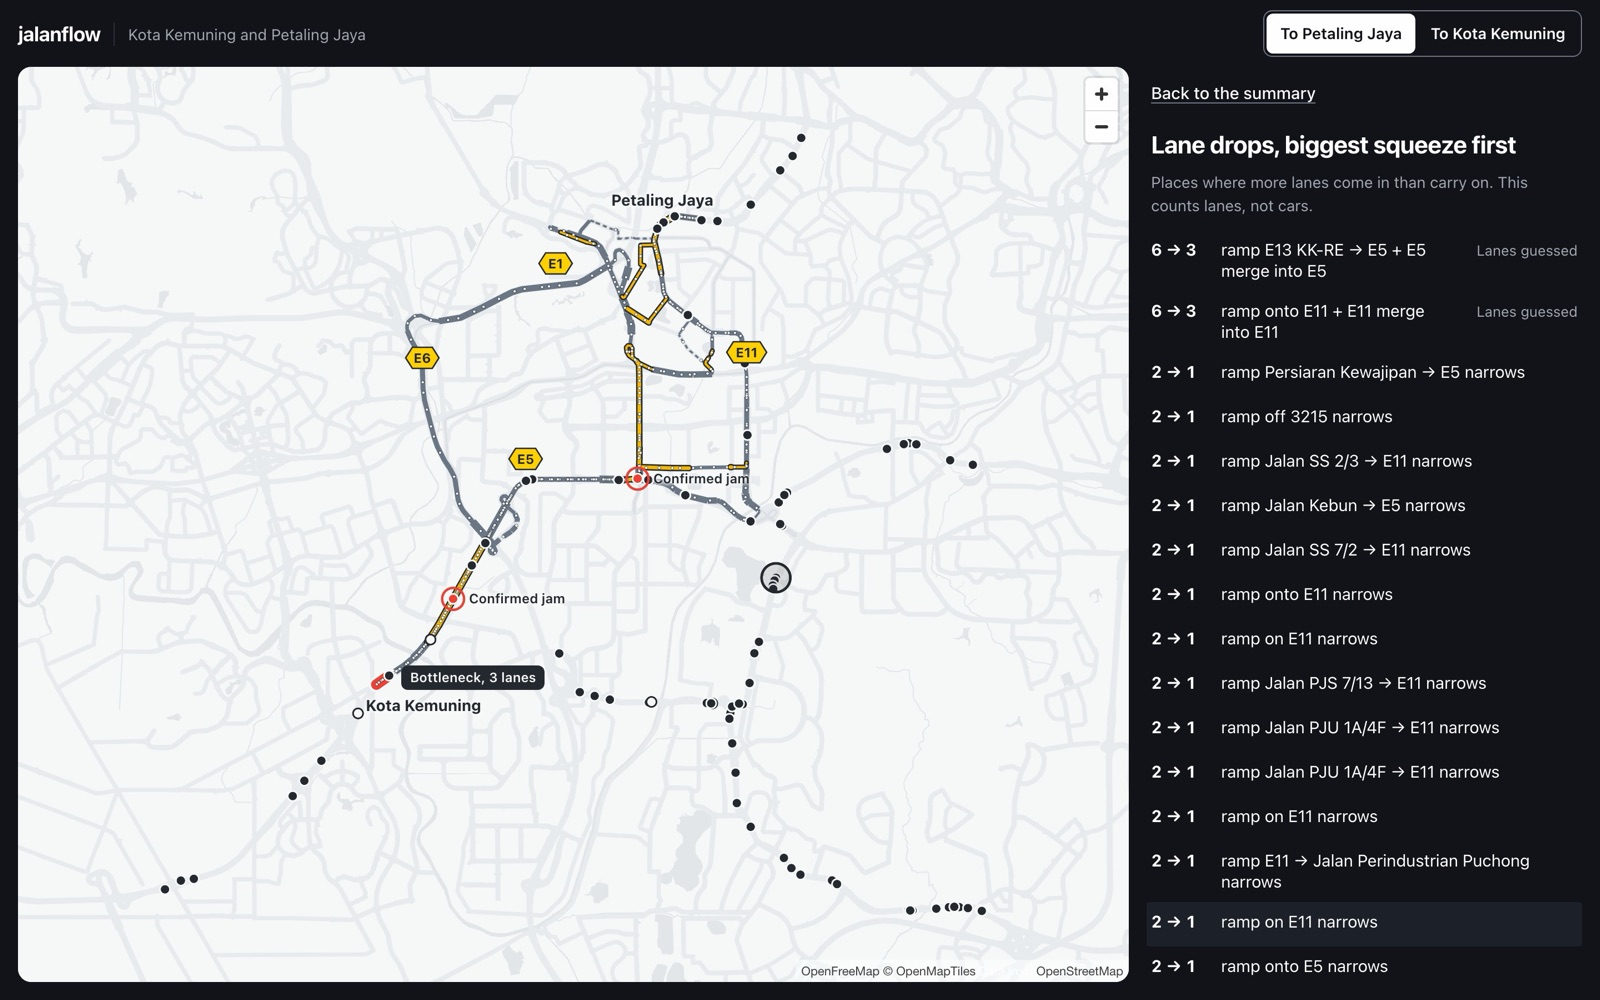 jalanflow
Kota Kemuning and Petaling Jaya
To Petaling Jaya
To Kota Kemuning
+
−
Petaling Jaya
E1
E6
E11
E5
Confirmed jam
Confirmed jam
Bottleneck, 3 lanes
Kota Kemuning
OpenFreeMap © OpenMapTiles
OpenStreetMap
Back to the summary
Lane drops, biggest squeeze first
Places where more lanes come in than carry on. This
counts lanes, not cars.
6 → 3 ramp E13 KK-RE → E5 + E5 Lanes guessed
merge into E5
6 → 3 ramp onto E11 + E11 merge Lanes guessed
into E11
2 → 1 ramp Persiaran Kewajipan → E5 narrows
2 → 1 ramp off 3215 narrows
2 → 1 ramp Jalan SS 2/3 → E11 narrows
2 → 1 ramp Jalan Kebun → E5 narrows
2 → 1 ramp Jalan SS 7/2 → E11 narrows
2 → 1 ramp onto E11 narrows
2 → 1 ramp on E11 narrows
2 → 1 ramp Jalan PJS 7/13 → E11 narrows
2 → 1 ramp Jalan PJU 1A/4F → E11 narrows
2 → 1 ramp Jalan PJU 1A/4F → E11 narrows
2 → 1 ramp on E11 narrows
2 → 1 ramp E11 → Jalan Perindustrian Puchong
narrows
2 → 1 ramp on E11 narrows
2 → 1 ramp onto E5 narrows